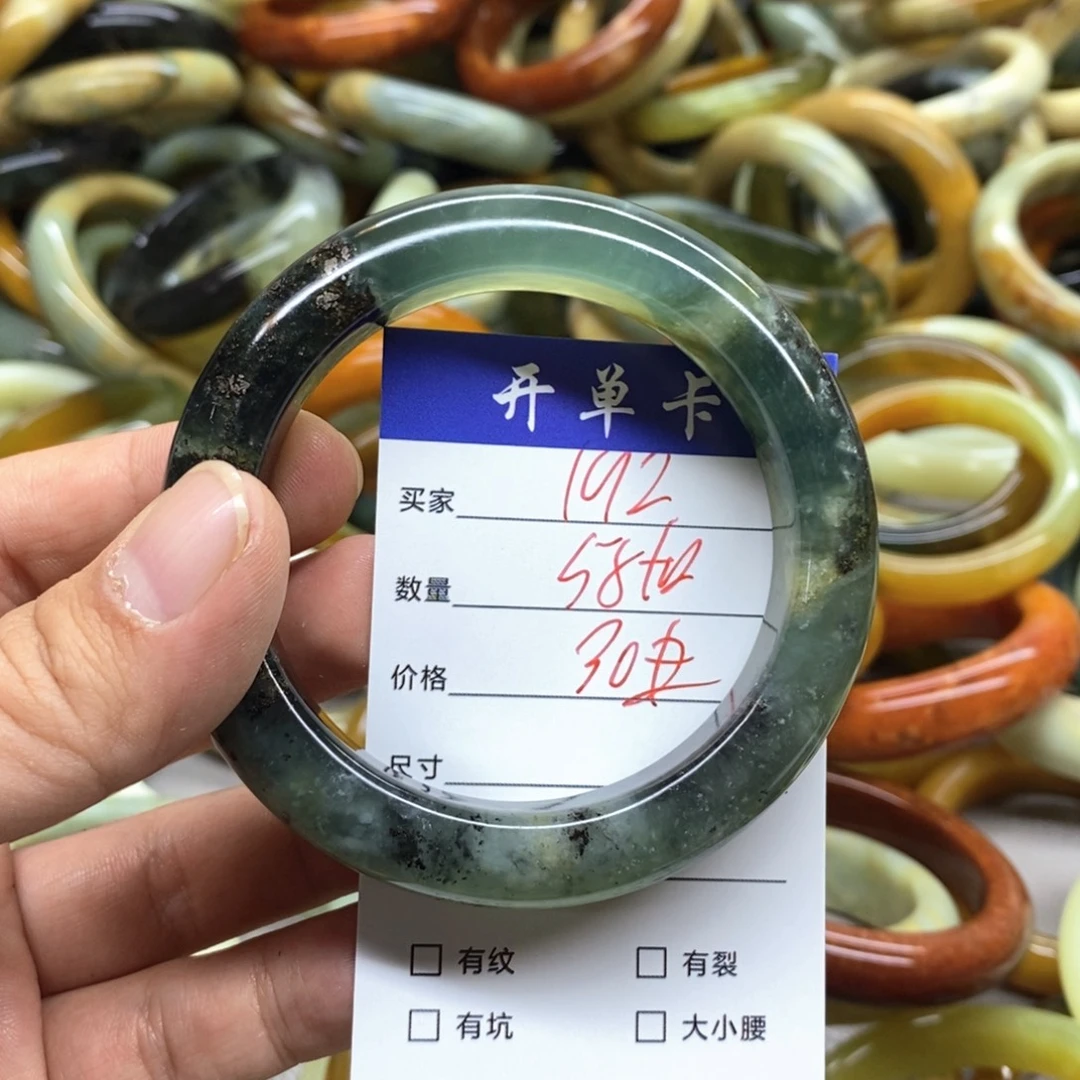 开单卡
买家 192
数量
价格 30
尺寸
有纹 有裂
有坑 大小腰